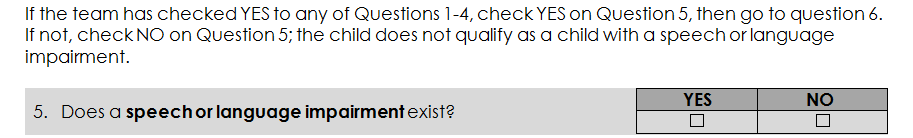 If the team has checked YES to any of Questions 1-4, check YES on Question 5, then go to question 6.
If not, check NO on Question 5; the child does not qualify as a child with a speech or language
impairment.
5. Does a speech or language impairment exist?
YES NO
☐ ☐